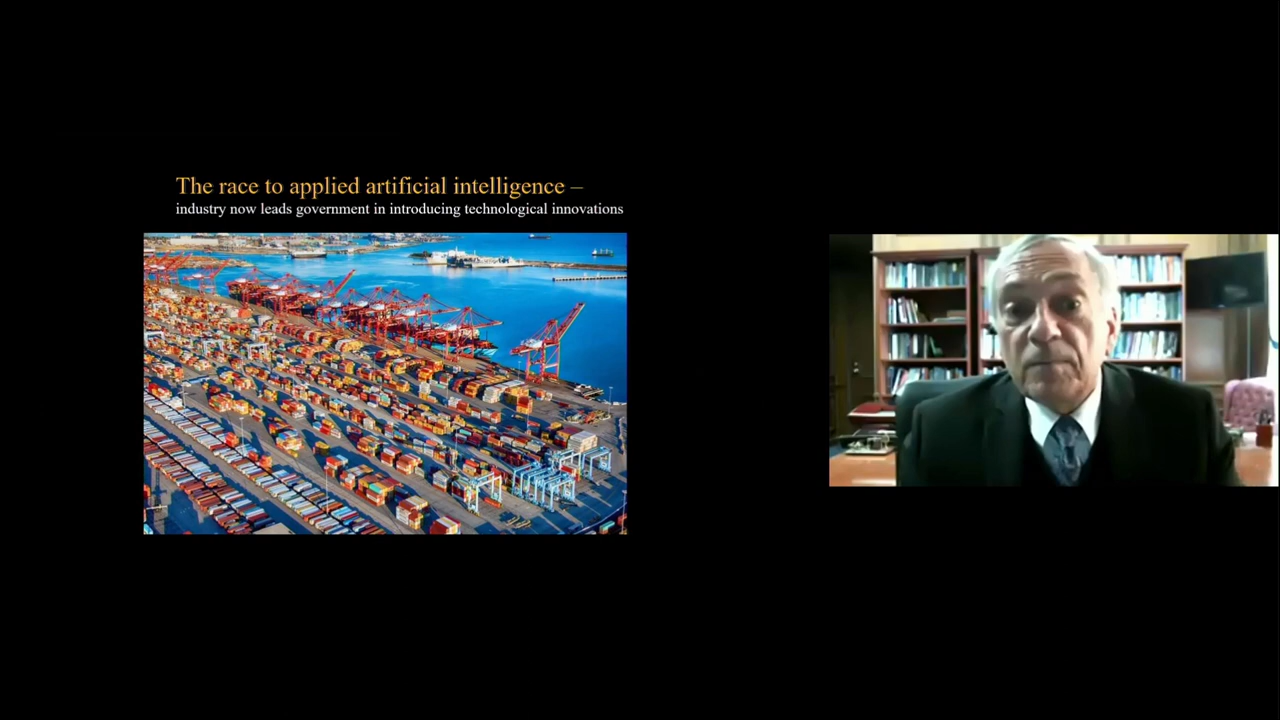 The race to applied artificial intelligence –
industry now leads government in introducing technological innovations